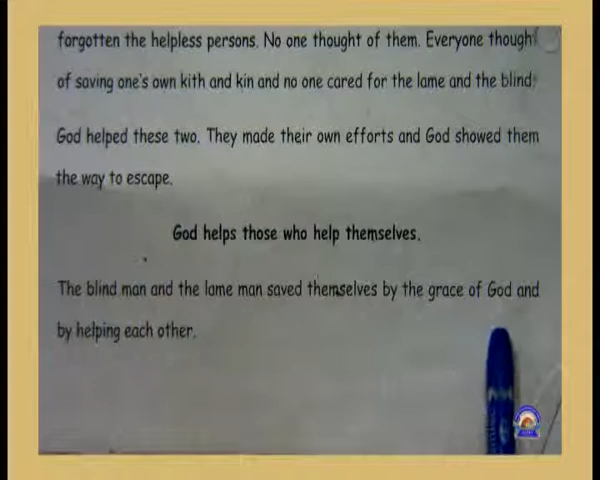 forgotten the helpless persons. No one thought of them. Everyone though
of saving one's own kith and kin and no one cared for the lame and the blind.
God helped these two. They made their own efforts and God showed them
the way to escape.
God helps those who help themselves.
The blind man and the lame man saved themselves by the grace of God and
by helping each other.